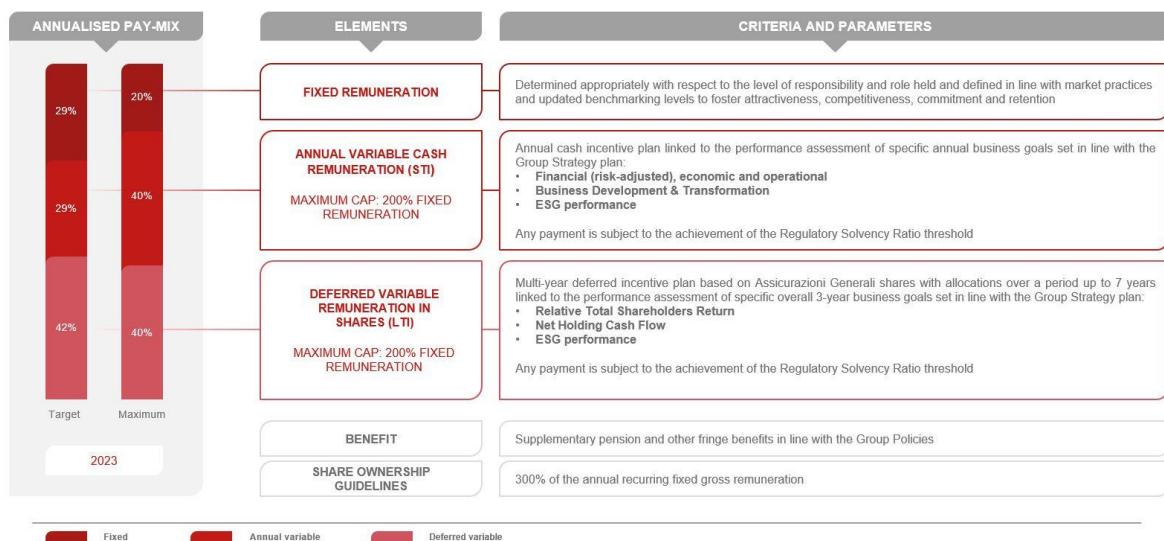 ANNUALISED PAY-MIX
29%
29%
42%
Target
20%
40%
40%
Maximum
2023
ELEMENTS
CRITERIA AND PARAMETERS
FIXED REMUNERATION
Determined appropriately with respect to the level of responsibility and role held and defined in line with market practices
and updated benchmarking levels to foster attractiveness, competitiveness, commitment and retention
ANNUAL VARIABLE CASH
REMUNERATION (STI)
MAXIMUM CAP: 200% FIXED
REMUNERATION
Annual cash incentive plan linked to the performance assessment of specific annual business goals set in line with the
Group Strategy plan:
• Financial (risk-adjusted), economic and operational
• Business Development & Transformation
• ESG performance
Any payment is subject to the achievement of the Regulatory Solvency Ratio threshold
DEFERRED VARIABLE
REMUNERATION IN
SHARES (LTI)
MAXIMUM CAP: 200% FIXED
REMUNERATION
Multi-year deferred incentive plan based on Assicurazioni Generali shares with allocations over a period up to 7 years
linked to the performance assessment of specific overall 3-year business goals set in line with the Group Strategy plan:
• Relative Total Shareholders Return
• Net Holding Cash Flow
• ESG performance
Any payment is subject to the achievement of the Regulatory Solvency Ratio threshold
BENEFIT
Supplementary pension and other fringe benefits in line with the Group Policies
SHARE OWNERSHIP
GUIDELINES
300% of the annual recurring fixed gross remuneration
Fixed
Annual variable
Deferred variable